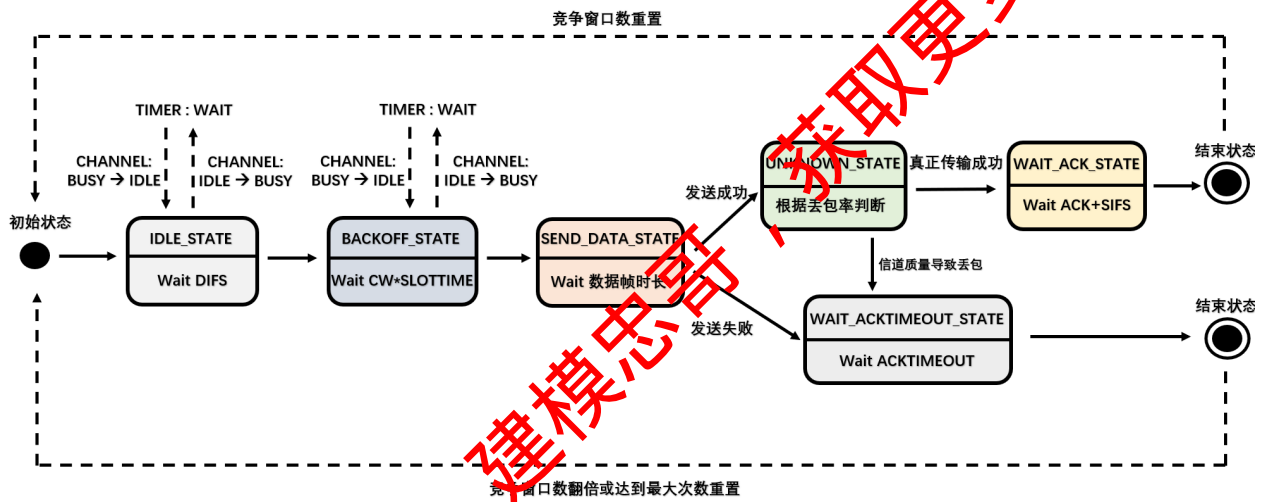 竞争窗口数重置
TIMER : WAIT
TIMER : WAIT
CHANNEL:
BUSY → IDLE
CHANNEL:
IDLE → BUSY
CHANNEL:
BUSY → IDLE
CHANNEL:
IDLE → BUSY
初始状态
IDLE_STATE
Wait DIFS
BACKOFF_STATE
Wait CW*SLOTTIME
SEND_DATA_STATE
Wait 数据帧时长
发送成功
发送失败
UNKNOWN_STATE
根据丢包率判断
真正传输成功
WAIT_ACK_STATE
Wait ACK+SIFS
结束状态
信道质量导致丢包
WAIT_ACKTIMEOUT_STATE
Wait ACKTIMEOUT
结束状态
竞争窗口数翻倍或达到最大次数重置
建模忠哥，获取更